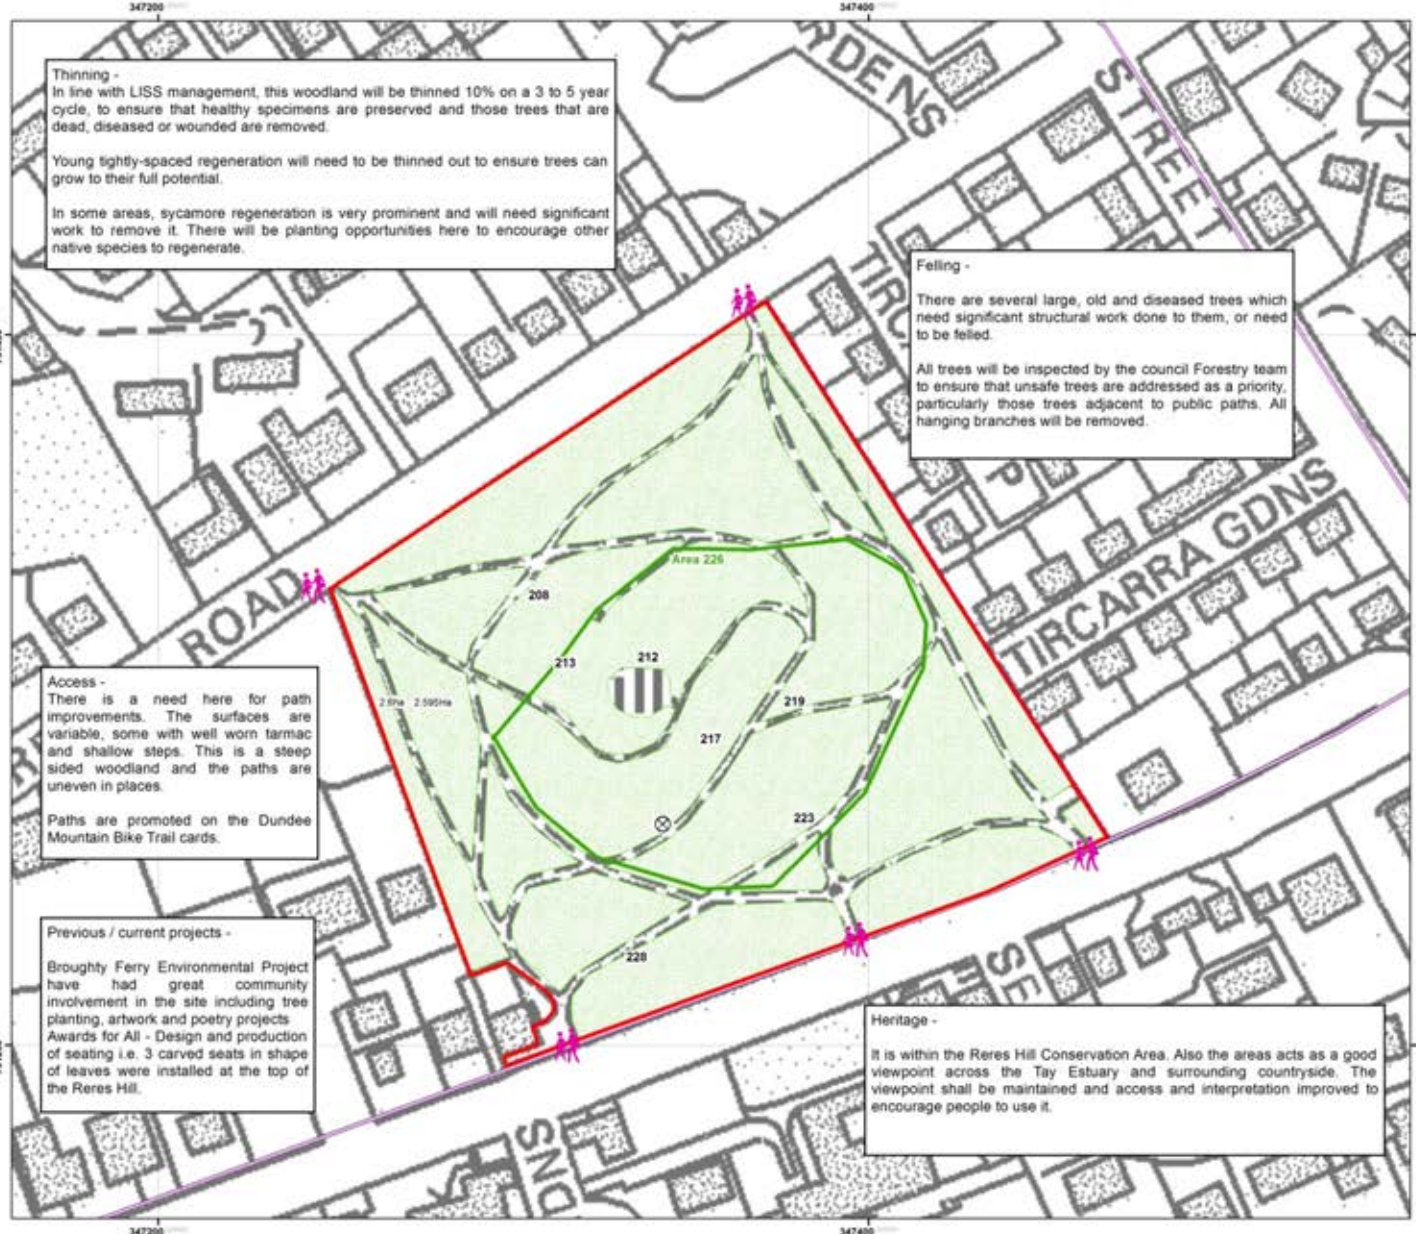 347200
347400
Thinning -
In line with LISS management, this woodland will be thinned 10% on a 3 to 5 year
cycle, to ensure that healthy specimens are preserved and those trees that are
dead, diseased or wounded are removed.
Young tightly-spaced regeneration will need to be thinned out to ensure trees can
grow to their full potential.
In some areas, sycamore regeneration is very prominent and will need significant
work to remove it. There will be planting opportunities here to encourage other
native species to regenerate.
RDENS
STREET
Felling -
There are several large, old and diseased trees which
need significant structural work done to them, or need
to be felled.
All trees will be inspected by the council Forestry team
to ensure that unsafe trees are addressed as a priority,
particularly those trees adjacent to public paths. All
hanging branches will be removed.
TIRC
P
TIRCARRA GDNS
ROAD
Area 226
208
213
212
2.6ha 2.595Ha
219
217
223
228
Access -
There is a need here for path
improvements. The surfaces are
variable, some with well worn tarmac
and shallow steps. This is a steep
sided woodland and the paths are
uneven in places.
Paths are promoted on the Dundee
Mountain Bike Trail cards.
Previous / current projects -
Broughty Ferry Environmental Project
have had great community
involvement in the site including tree
planting, artwork and poetry projects
Awards for All - Design and production
of seating i.e. 3 carved seats in shape
of leaves were installed at the top of
the Reres Hill.
SE
Heritage -
It is within the Reres Hill Conservation Area. Also the areas acts as a good
viewpoint across the Tay Estuary and surrounding countryside. The
viewpoint shall be maintained and access and interpretation improved to
encourage people to use it.
SND
347200
347400